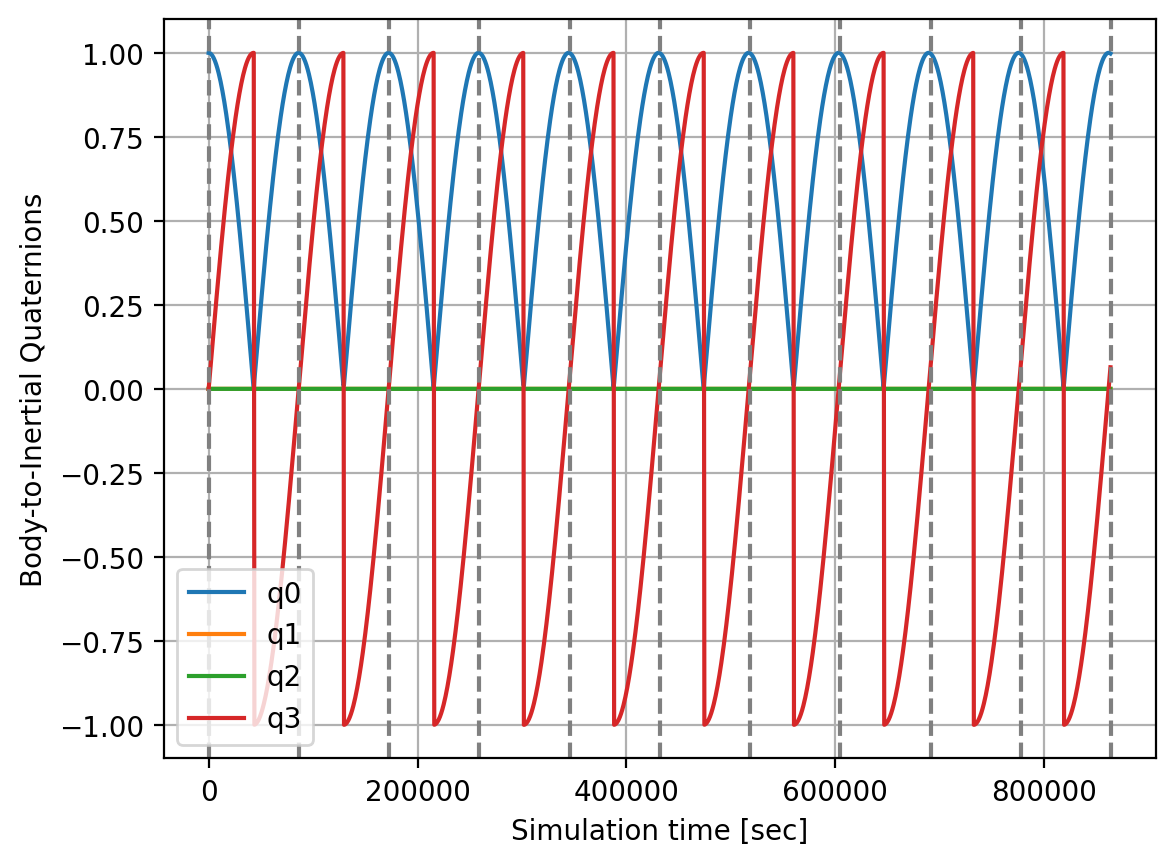 1.00
0.75
0.50
0.25
0.00
−0.25
−0.50
−0.75
−1.00
Body-to-Inertial Quaternions
q0
q1
q2
q3
0 200000 400000 600000 800000
Simulation time [sec]